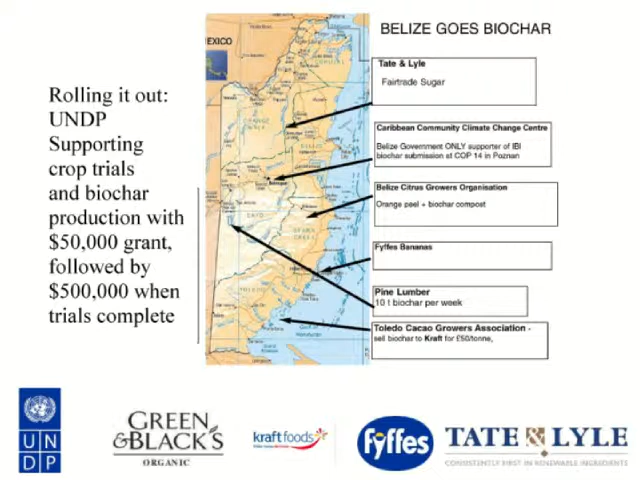 BELIZE GOES BIOCHAR
Rolling it out:
UNDP
Supporting
crop trials
and biochar
production with
$50,000 grant,
followed by
$500,000 when
trials complete
EXICO
Tate & Lyle
Fairtrade Sugar
Caribbean Community Climate Change Centre
Belize Government ONLY supporter of IBI
biochar submission at COP 14 in Poznan
Belize Citrus Growers Organisation
Orange peel + biochar compost
Fyffes Bananas
Pine Lumber
10 t biochar per week
Toledo Cacao Growers Association -
sell biochar to Kraft for £50/tonne,
U N
D P
GREEN
&BLACK'S
ORGANIC
kraft foods
fyffes
TATE & LYLE
CONSISTENTLY FIRST IN RENEWABLE INGREDIENTS